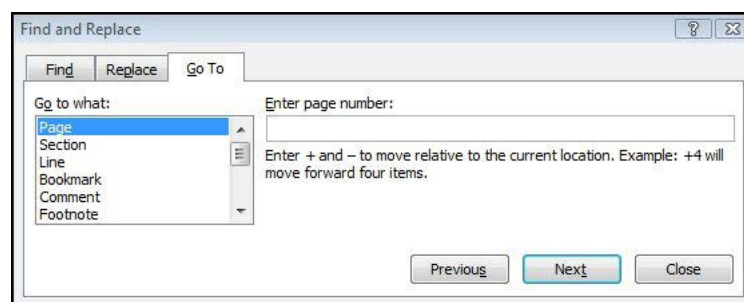 Find and Replace
Find
Replace
Go To
Go to what:
Page
Section
Line
Bookmark
Comment
Footnote
Enter page number:
Enter + and – to move relative to the current location. Example: +4 will
move forward four items.
Previous
Next
Close